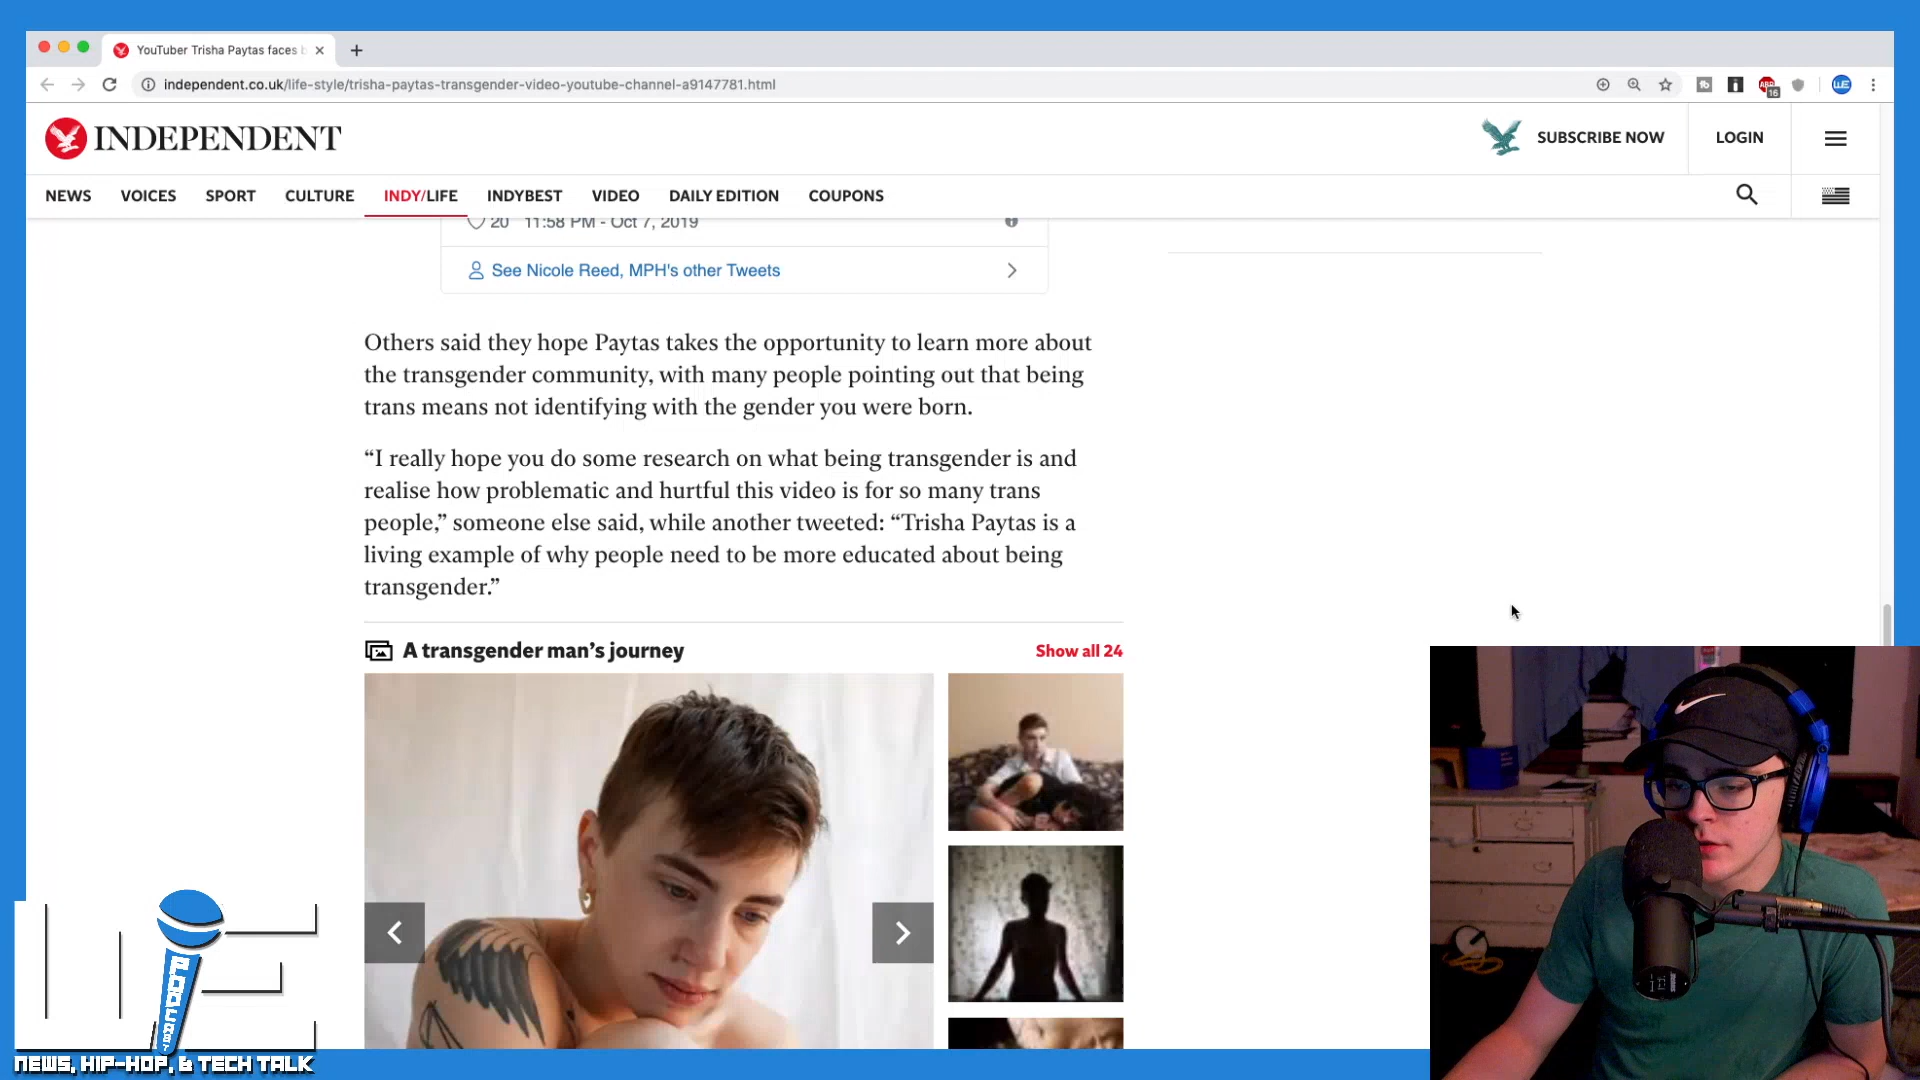 YouTuber Trisha Paytas faces b
independent.co.uk/life-style/trisha-paytas-transgender-video-youtube-channel-a9147781.html
16
WE
INDEPENDENT
SUBSCRIBE NOW
LOGIN
NEWS VOICES SPORT CULTURE INDY/LIFE INDYBEST VIDEO DAILY EDITION COUPONS
20 11:58 PM - Oct 7, 2019
See Nicole Reed, MPH's other Tweets
Others said they hope Paytas takes the opportunity to learn more about
the transgender community, with many people pointing out that being
trans means not identifying with the gender you were born.
“I really hope you do some research on what being transgender is and
realise how problematic and hurtful this video is for so many trans
people,” someone else said, while another tweeted: “Trisha Paytas is a
living example of why people need to be more educated about being
transgender.”
A transgender man’s journey
Show all 24
PODCAST
NEWS, HIP-HOP, & TECH TALK